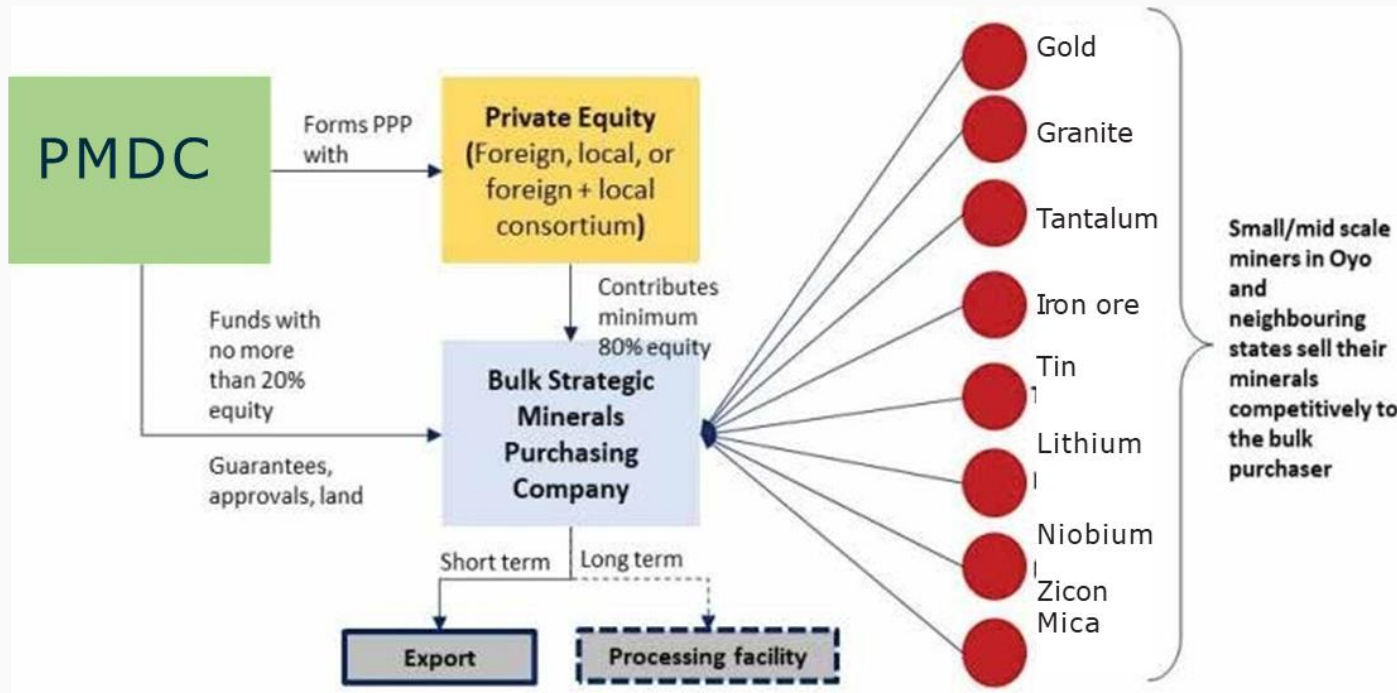 PMDC
Forms PPP
with
Private Equity
(Foreign, local, or
foreign + local
consortium)
Funds with
no more
than 20%
equity
Guarantees,
approvals, land
Contributes
minimum
80% equity
Bulk Strategic
Minerals
Purchasing
Company
Short term
Long term
Export
Processing facility
Gold
Granite
Tantalum
Iron ore
Tin
Lithium
Niobium
Zicon
Mica
Small/mid scale
miners in Oyo
and
neighbouring
states sell their
minerals
competitively to
the bulk
purchaser